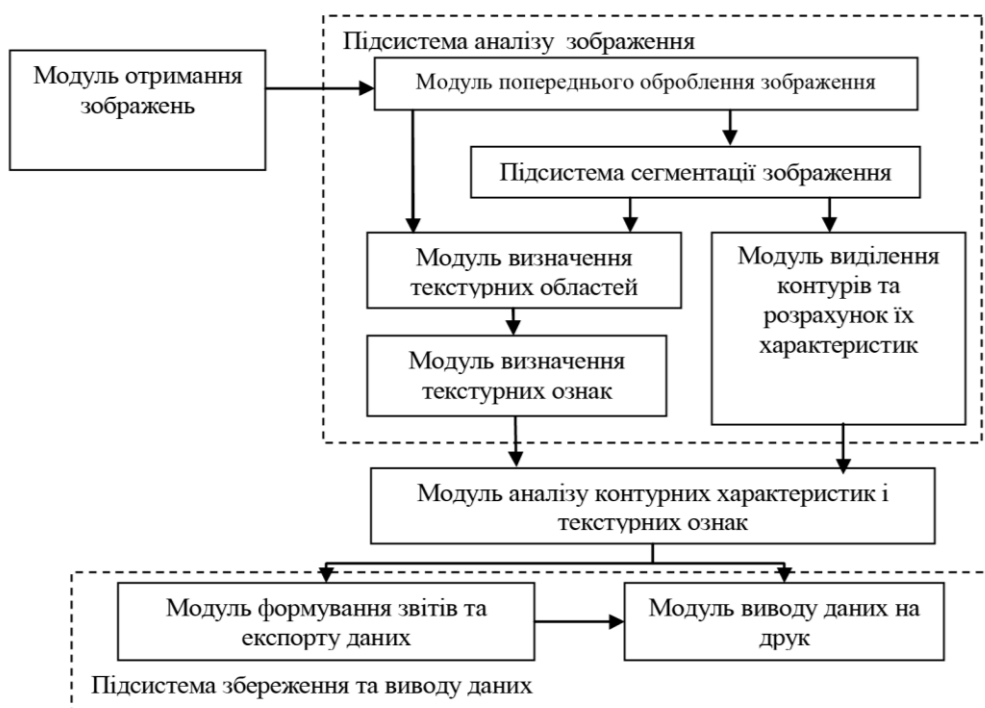 Підсистема аналізу зображення
Модуль отримання
зображень
Модуль попереднього оброблення зображення
Підсистема сегментації зображення
Модуль визначення
текстурних областей
Модуль виділення
контурів та
розрахунок їх
характеристик
Модуль визначення
текстурних ознак
Модуль аналізу контурних характеристик і
текстурних ознак
Модуль формування звітів та
експорту даних
Модуль виводу даних на
друк
Підсистема збереження та виводу даних